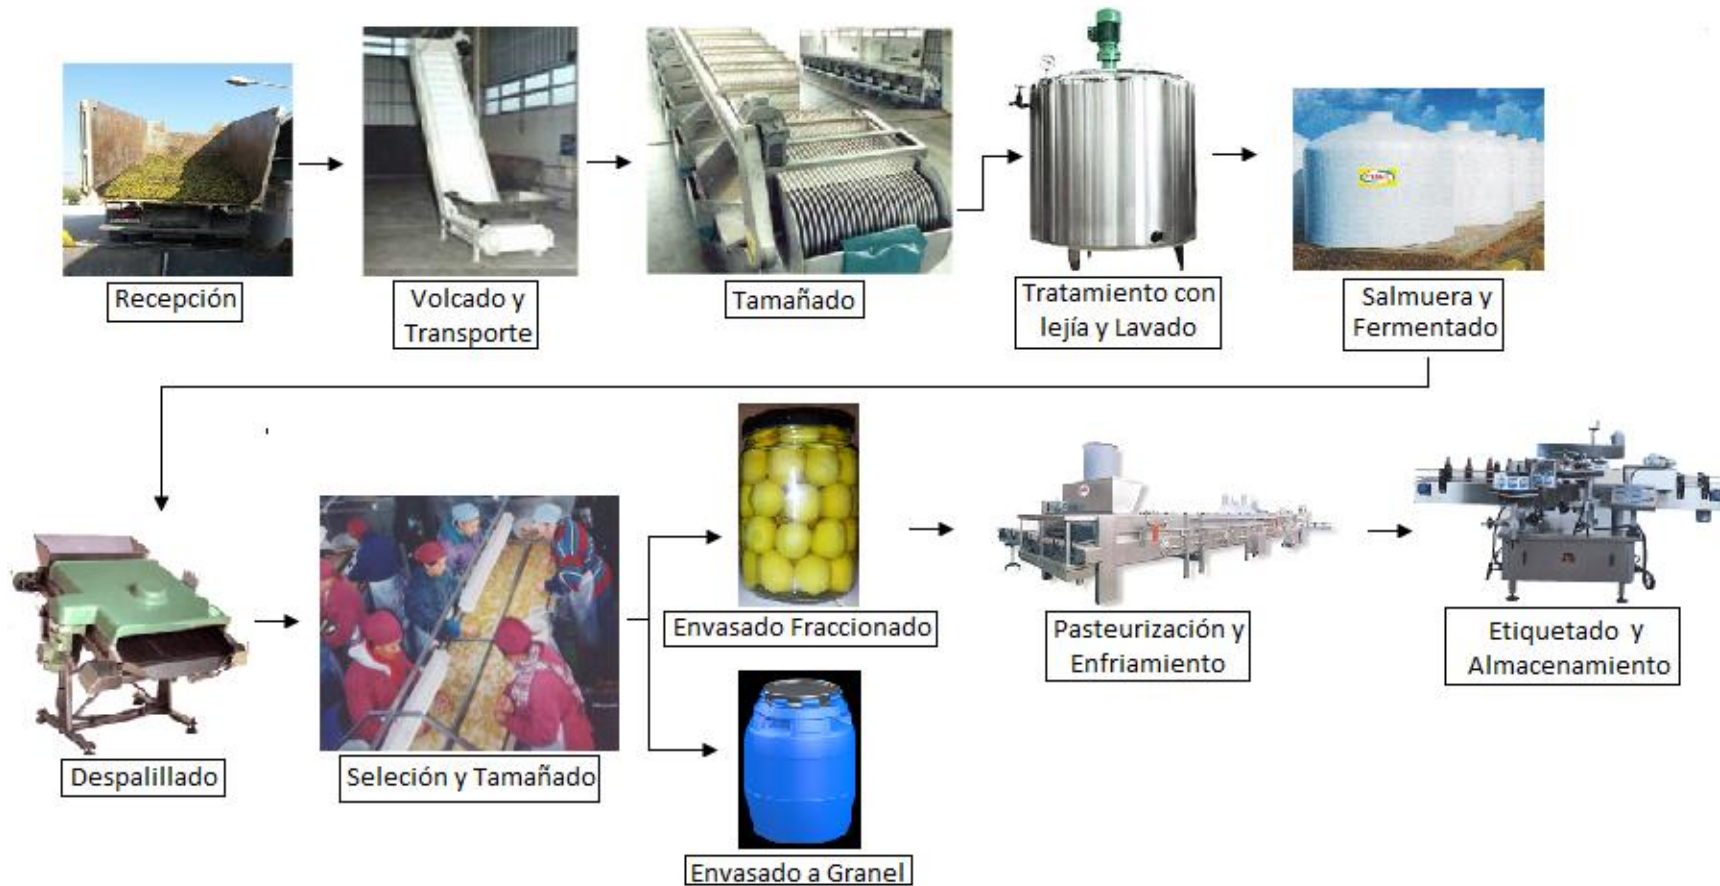 Recepción
Volcado y
Transporte
Tamañado
Tratamiento con
lejía y Lavado
Salmuera y
Fermentado
Despalillado
Seleción y Tamañado
Envasado Fraccionado
Envasado a Granel
Pasteurización y
Enfriamiento
Etiquetado y
Almacenamiento